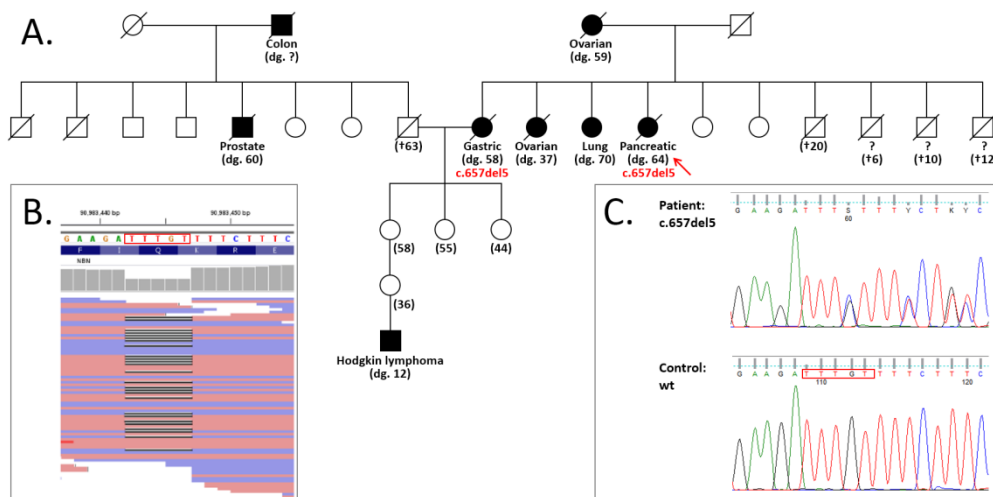 A.
Colon
(dg. ?)
Ovarian
(dg. 59)
Prostate
(dg. 60)
(†63)
Gastric
(dg. 58)
c.657del5
Ovarian
(dg. 37)
Lung
(dg. 70)
Pancreatic
(dg. 64)
c.657del5
(†20)
?
(†6)
?
(†10)
?
(†12)
(58)
(55)
(44)
(36)
Hodgkin lymphoma
(dg. 12)
B.
90,983,440 bp
90,983,450 bp
G A A G A T T T G T T T C T T T C
F I Q K R E
NBN
C.
Patient:
c.657del5
G A A G A T T T S T T T Y C T K Y C
60
Control:
wt
G A A G A T T T G T T T C T T T C
110
120